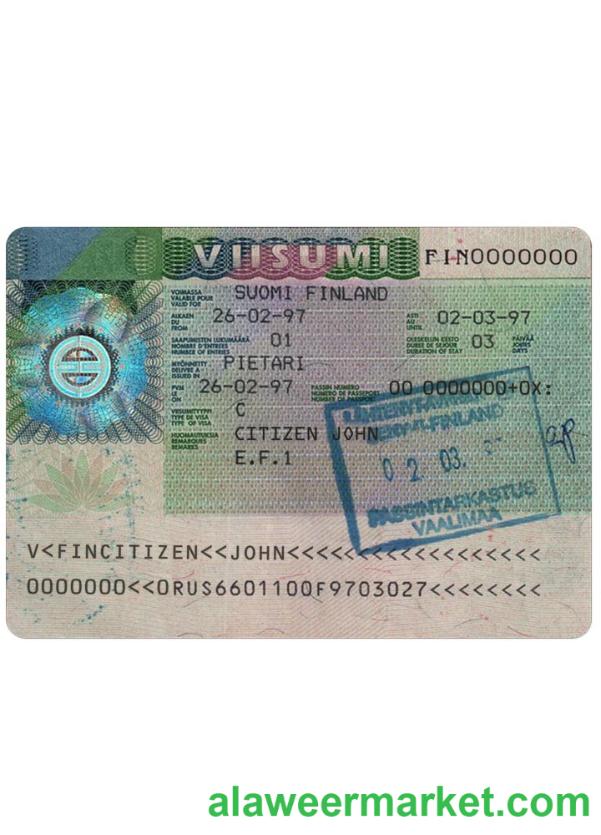 VIISUMI FIN0000000
VOIMASSA
VALABLE POUR
VALID FOR
SUOMI FINLAND
ALKAEN
DU
FROM
26-02-97
ASTI
AU
UNTIL
02-03-97
SAAPUMISTEN LUKUMÄÄRÄ
NOMBRE D'ENTREES
NUMBER OF ENTRIES
01
OLESKELUN KESTO
DUREE DE SEJOUR
DURATION OF STAY
03
PÄIVÄÄ
JOURS
DAYS
MYÖNNETTY
DELIVRE A
ISSUED IN
PIETARI
PVM
LE
ON
26-02-97
PASSIN NUMERO
NUMERO DE PASSEPORT
NUMBER OF PASSPORT
00 0000000+0X:
VIISUMITYYPPI
TYPE DE VISA
TYPE OF VISA
C
HUOMAUTUKSIA
REMARQUES
REMARKS
CITIZEN JOHN
E.F.1
FINLAND
02.03.
PASSINTARKASTUS
VAALIMAA
V<FINCITIZEN<<JOHN<<<<<<<<<<<<<<<<<<
0000000<<0RUS6601100F9703027<<<<<<<<
alaweermarket.com